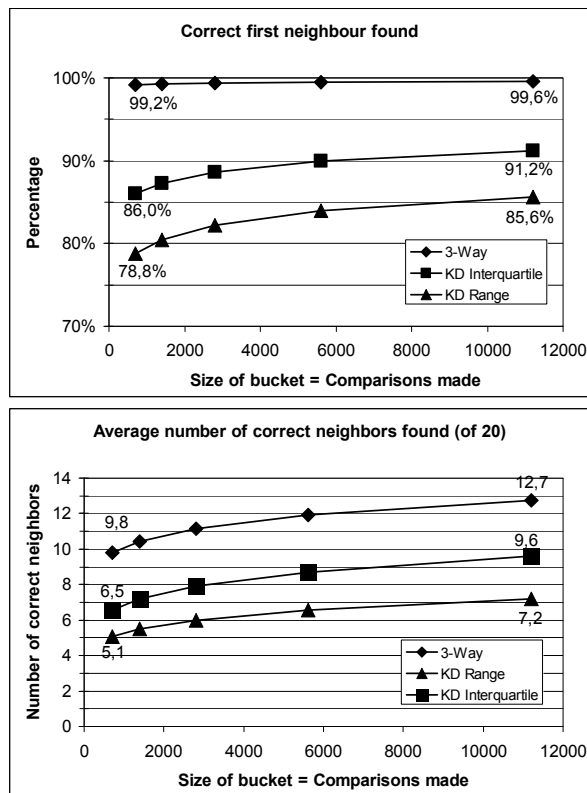 Correct first neighbour found
100%
99,2%
99,6%
90%
86,0%
91,2%
80%
78,8%
85,6%
70%
Percentage
3-Way
KD Interquartile
KD Range
0 2000 4000 6000 8000 10000 12000
Size of bucket = Comparisons made
Average number of correct neighbors found (of 20)
14
12
10
8
6
4
2
0
Number of correct neighbors
12,7
9,8
9,6
6,5
7,2
5,1
3-Way
KD Range
KD Interquartile
0 2000 4000 6000 8000 10000 12000
Size of bucket = Comparisons made